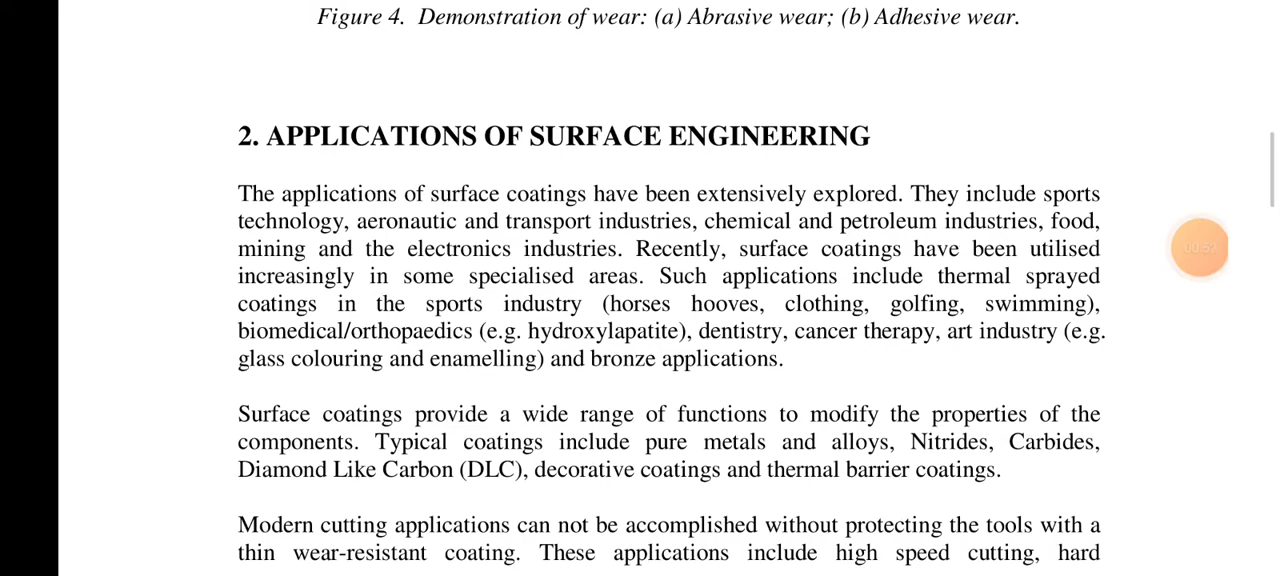 Figure 4. Demonstration of wear: (a) Abrasive wear; (b) Adhesive wear.
2. APPLICATIONS OF SURFACE ENGINEERING
The applications of surface coatings have been extensively explored. They include sports
technology, aeronautic and transport industries, chemical and petroleum industries, food,
mining and the electronics industries. Recently, surface coatings have been utilised
increasingly in some specialised areas. Such applications include thermal sprayed
coatings in the sports industry (horses hooves, clothing, golfing, swimming),
biomedical/orthopaedics (e.g. hydroxylapatite), dentistry, cancer therapy, art industry (e.g.
glass colouring and enamelling) and bronze applications.
Surface coatings provide a wide range of functions to modify the properties of the
components. Typical coatings include pure metals and alloys, Nitrides, Carbides,
Diamond Like Carbon (DLC), decorative coatings and thermal barrier coatings.
Modern cutting applications can not be accomplished without protecting the tools with a
thin wear-resistant coating. These applications include high speed cutting, hard
00:52